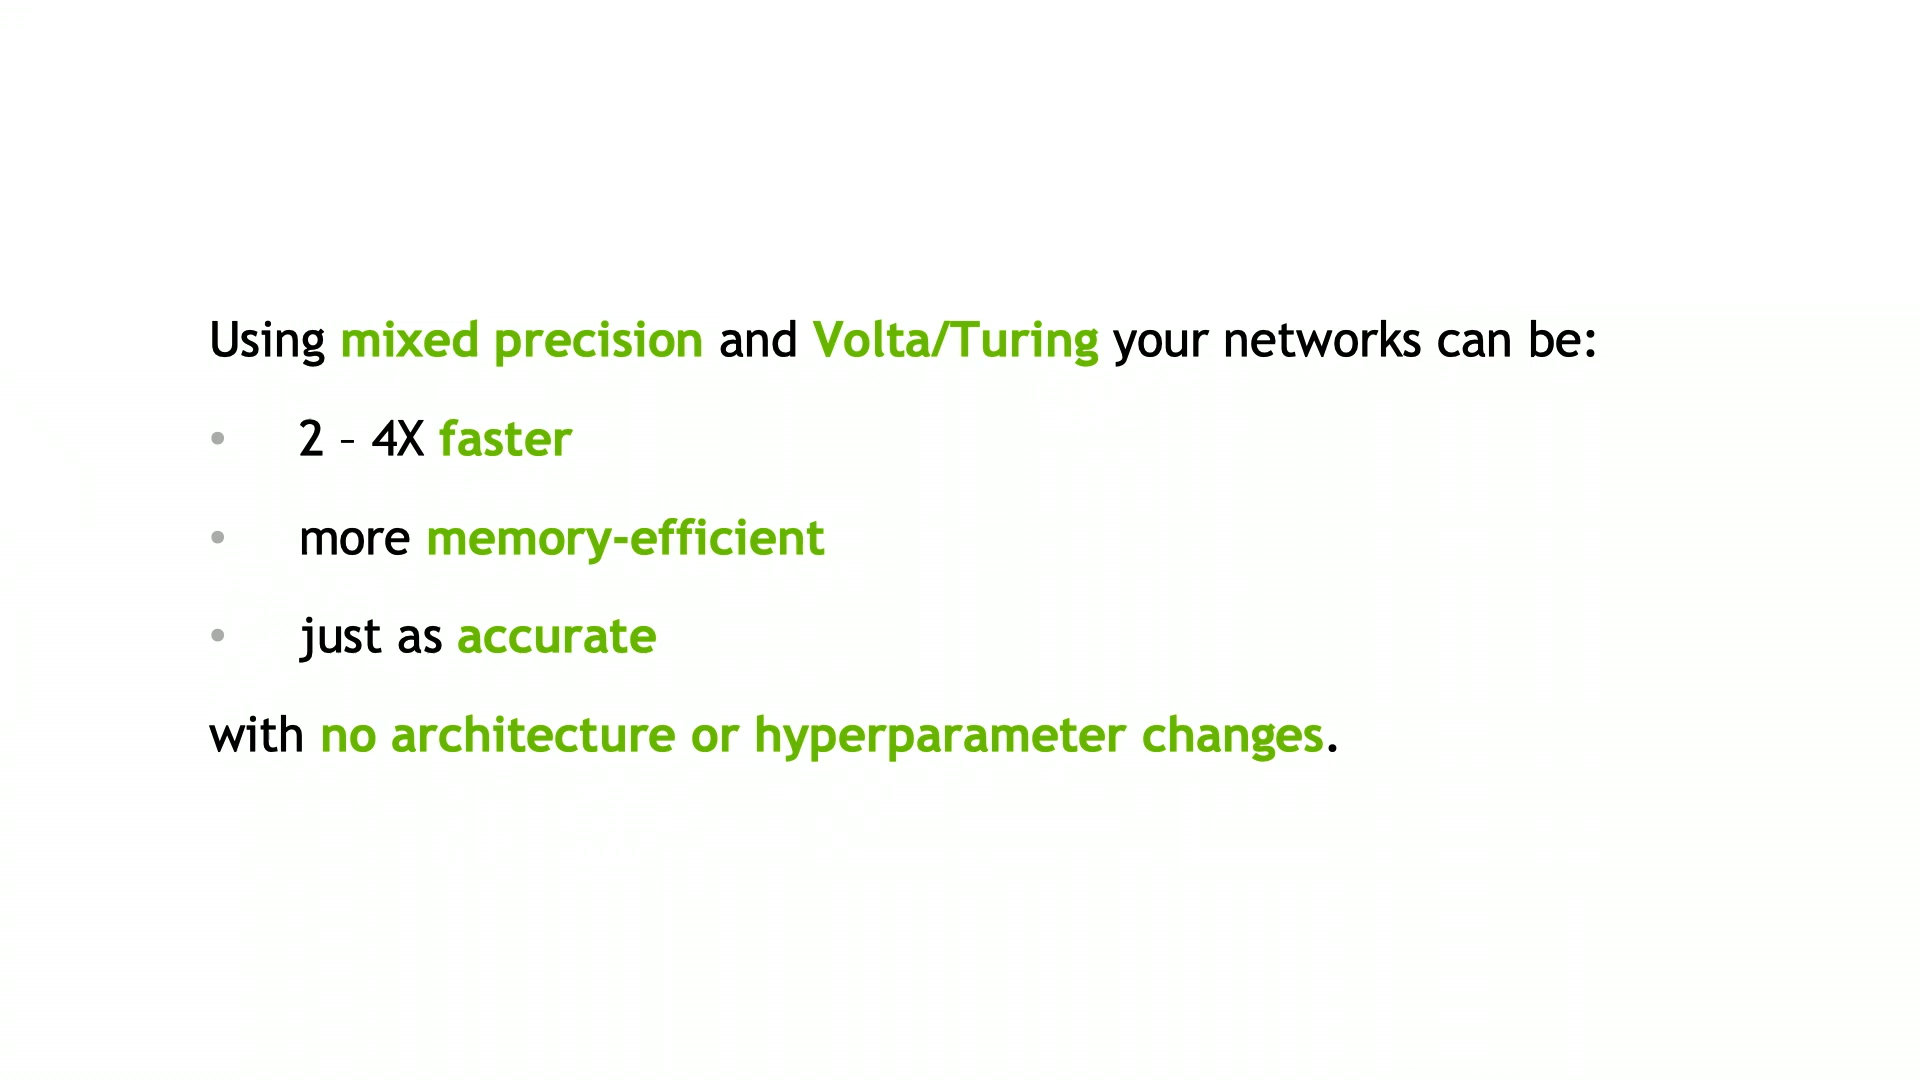 Using mixed precision and Volta/Turing your networks can be:
• 2 – 4X faster
• more memory-efficient
• just as accurate
with no architecture or hyperparameter changes.